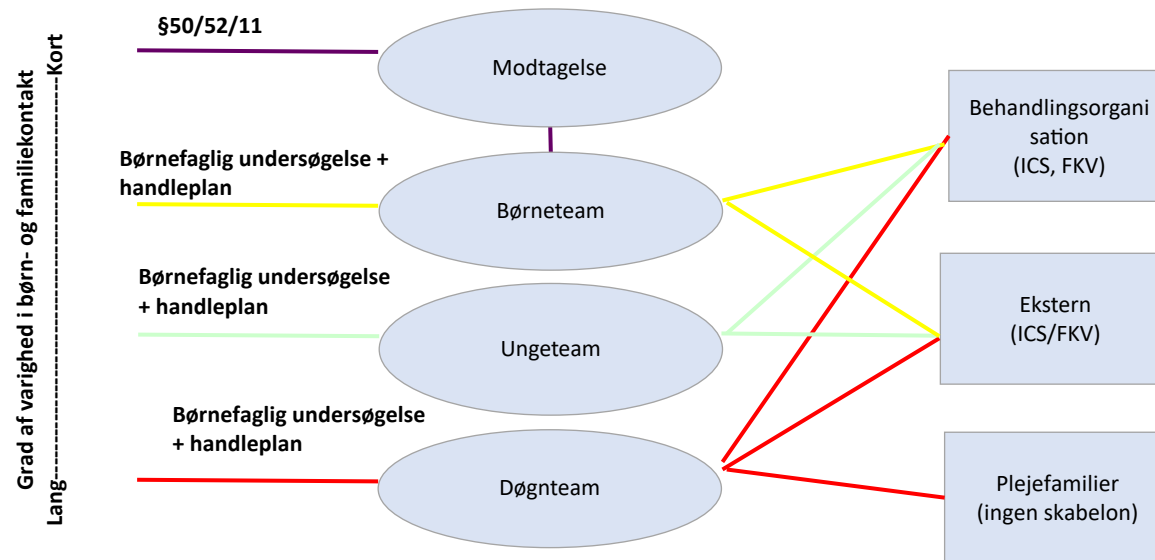 Grad af varighed i børn- og familiekontakt
Lang-----------------------------------Kort
§50/52/11
Modtagelse
Børnefaglig undersøgelse +
handleplan
Børneteam
Børnefaglig undersøgelse
+ handleplan
Ungeteam
Børnefaglig undersøgelse
+ handleplan
Døgnteam
Behandlingsorgani
sation
(ICS, FKV)
Ekstern
(ICS/FKV)
Plejefamilier
(ingen skabelon)